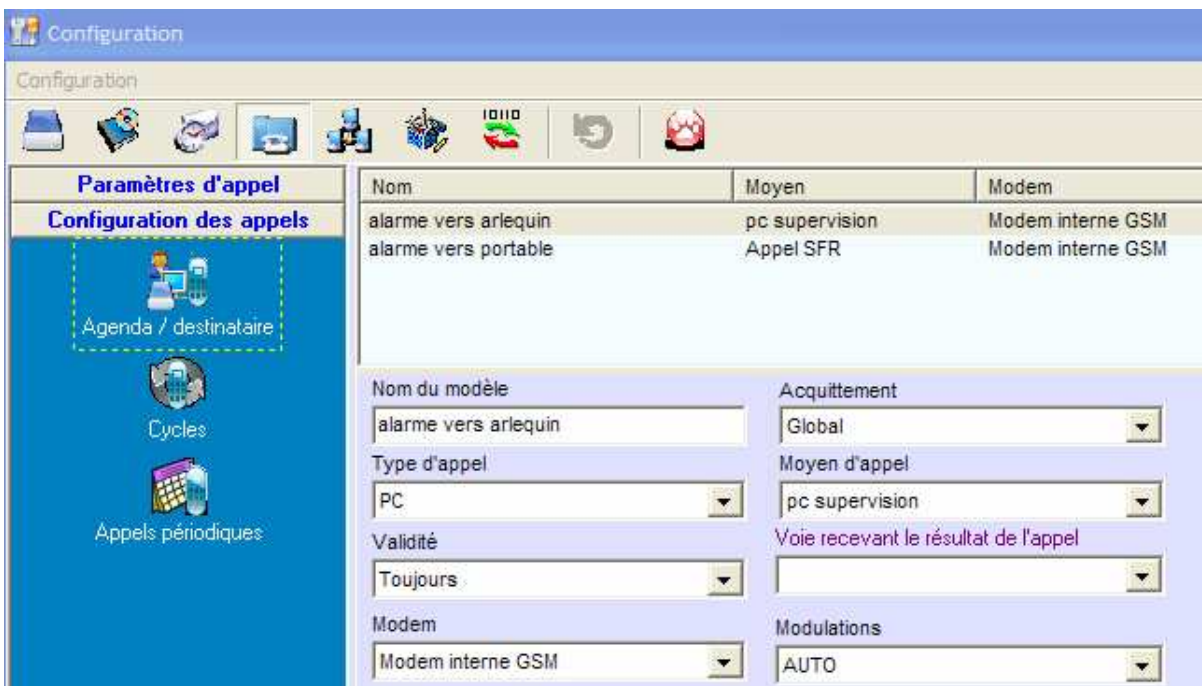 Configuration
Configuration
10110
Paramètres d'appel
Configuration des appels
Agenda / destinataire
Cycles
Appels périodiques
Nom Moyen Modem
alarme vers arlequin pc supervision Modem interne GSM
alarme vers portable Appel SFR Modem interne GSM
Nom du modèle Acquittement
alarme vers arlequin Global
Type d'appel Moyen d'appel
PC pc supervision
Validité Voie recevant le résultat de l'appel
Toujours
Modem Modulations
Modem interne GSM AUTO